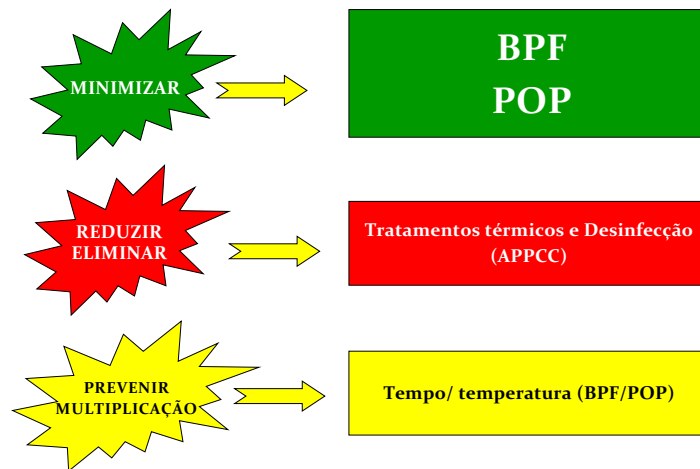 MINIMIZAR
BPF
POP
REDUZIR
ELIMINAR
Tratamentos térmicos e Desinfecção
(APPCC)
PREVENIR
MULTIPLICAÇÃO
Tempo/ temperatura (BPF/POP)